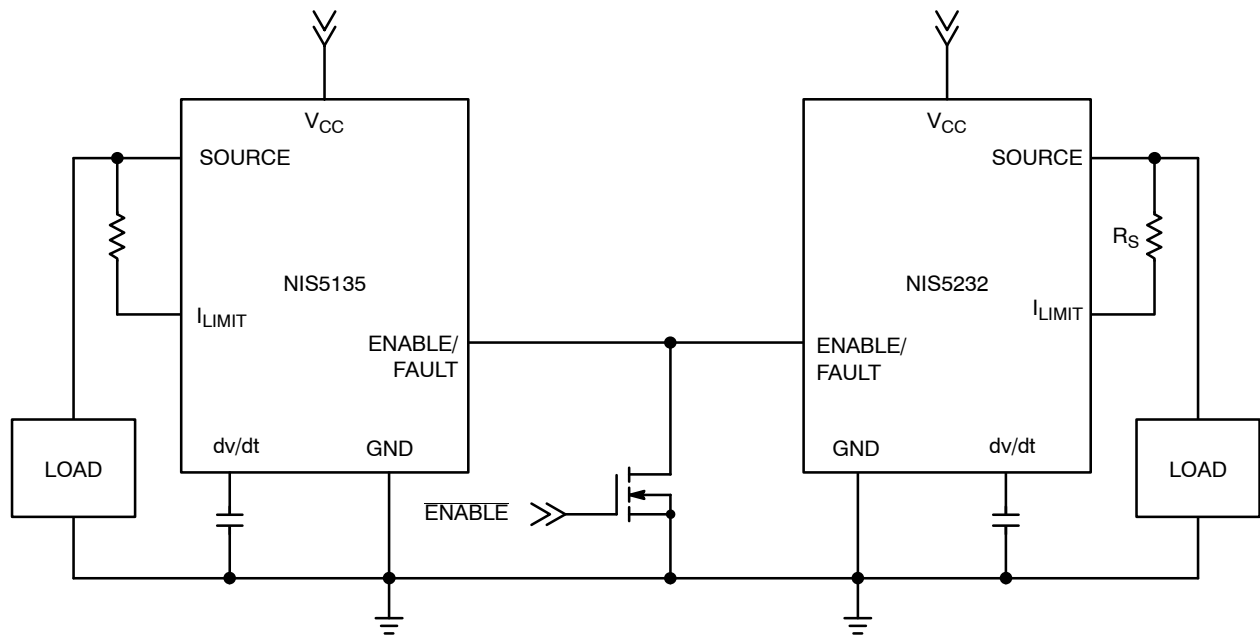 V_CC
SOURCE
NIS5135
I_LIMIT
ENABLE/
FAULT
dv/dt
GND
LOAD
ENABLE
V_CC
SOURCE
R_S
NIS5232
I_LIMIT
ENABLE/
FAULT
GND
dv/dt
LOAD